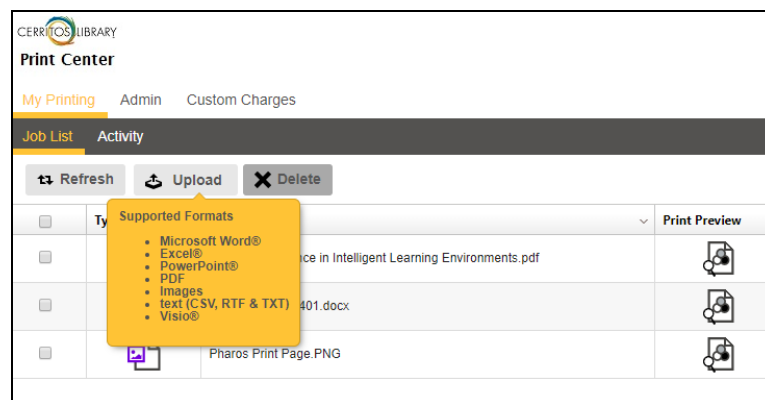 CERRITOS LIBRARY
Print Center
My Printing Admin Custom Charges
Job List Activity
Refresh Upload Delete
Ty Print Preview
Supported Formats
Microsoft Word®
Excel®
PowerPoint®
PDF
Images
text (CSV, RTF & TXT)
Visio®
in Intelligent Learning Environments.pdf
401.docx
Pharos Print Page.PNG